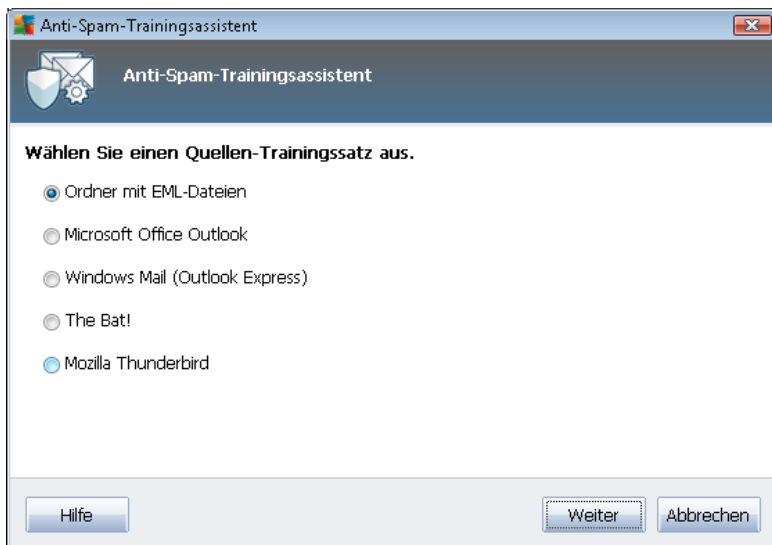 Anti-Spam-Trainingsassistent
Anti-Spam-Trainingsassistent
Wählen Sie einen Quellen-Trainingssatz aus.
Ordner mit EML-Dateien
Microsoft Office Outlook
Windows Mail (Outlook Express)
The Bat!
Mozilla Thunderbird
Hilfe
Weiter
Abbrechen